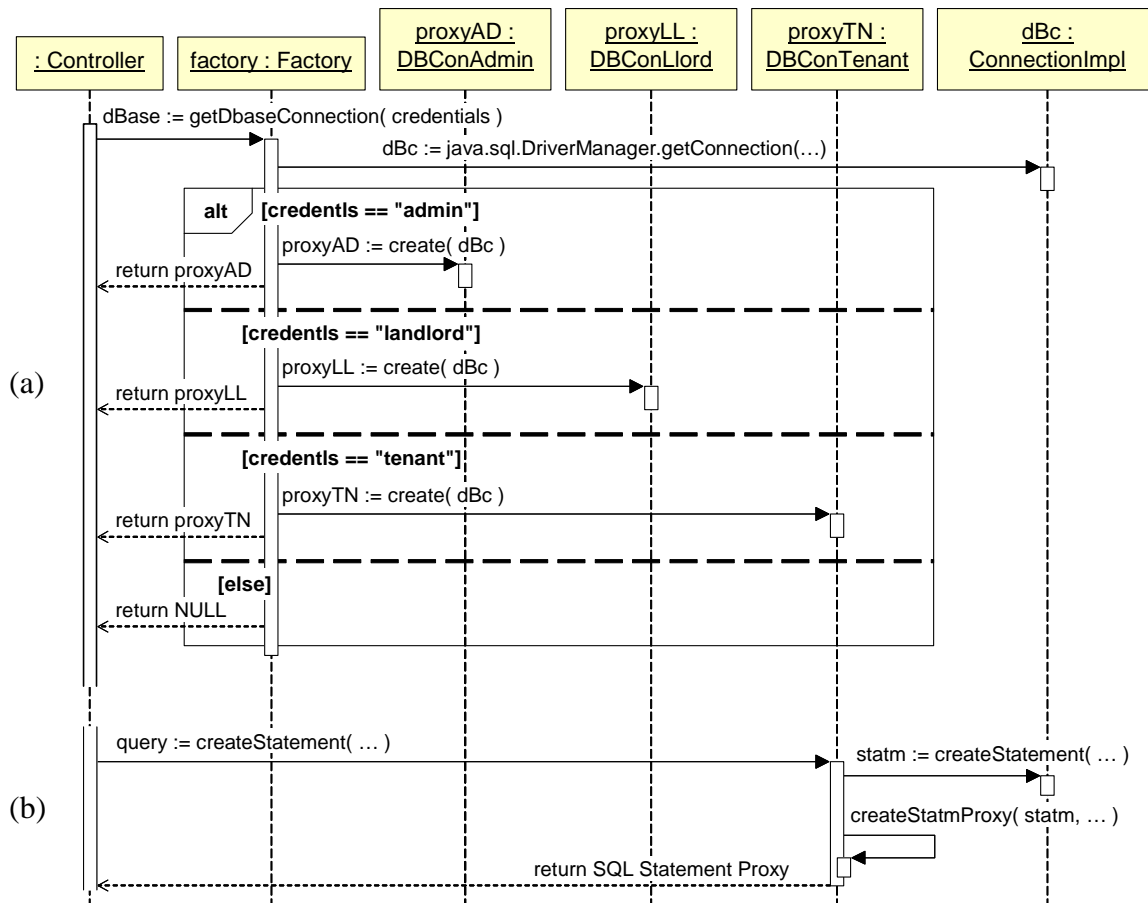 : Controller
factory : Factory
proxyAD :
DBConAdmin
proxyLL :
DBConLlord
proxyTN :
DBConTenant
dBc :
ConnectionImpl
dBase := getDbaseConnection( credentials )
dBc := java.sql.DriverManager.getConnection(…)
alt
[credentls == "admin"]
proxyAD := create( dBc )
return proxyAD
[credentls == "landlord"]
proxyLL := create( dBc )
(a)
return proxyLL
[credentls == "tenant"]
proxyTN := create( dBc )
return proxyTN
[else]
return NULL
query := createStatement( … )
statm := createStatement( … )
(b)
createStatmProxy( statm, … )
return SQL Statement Proxy